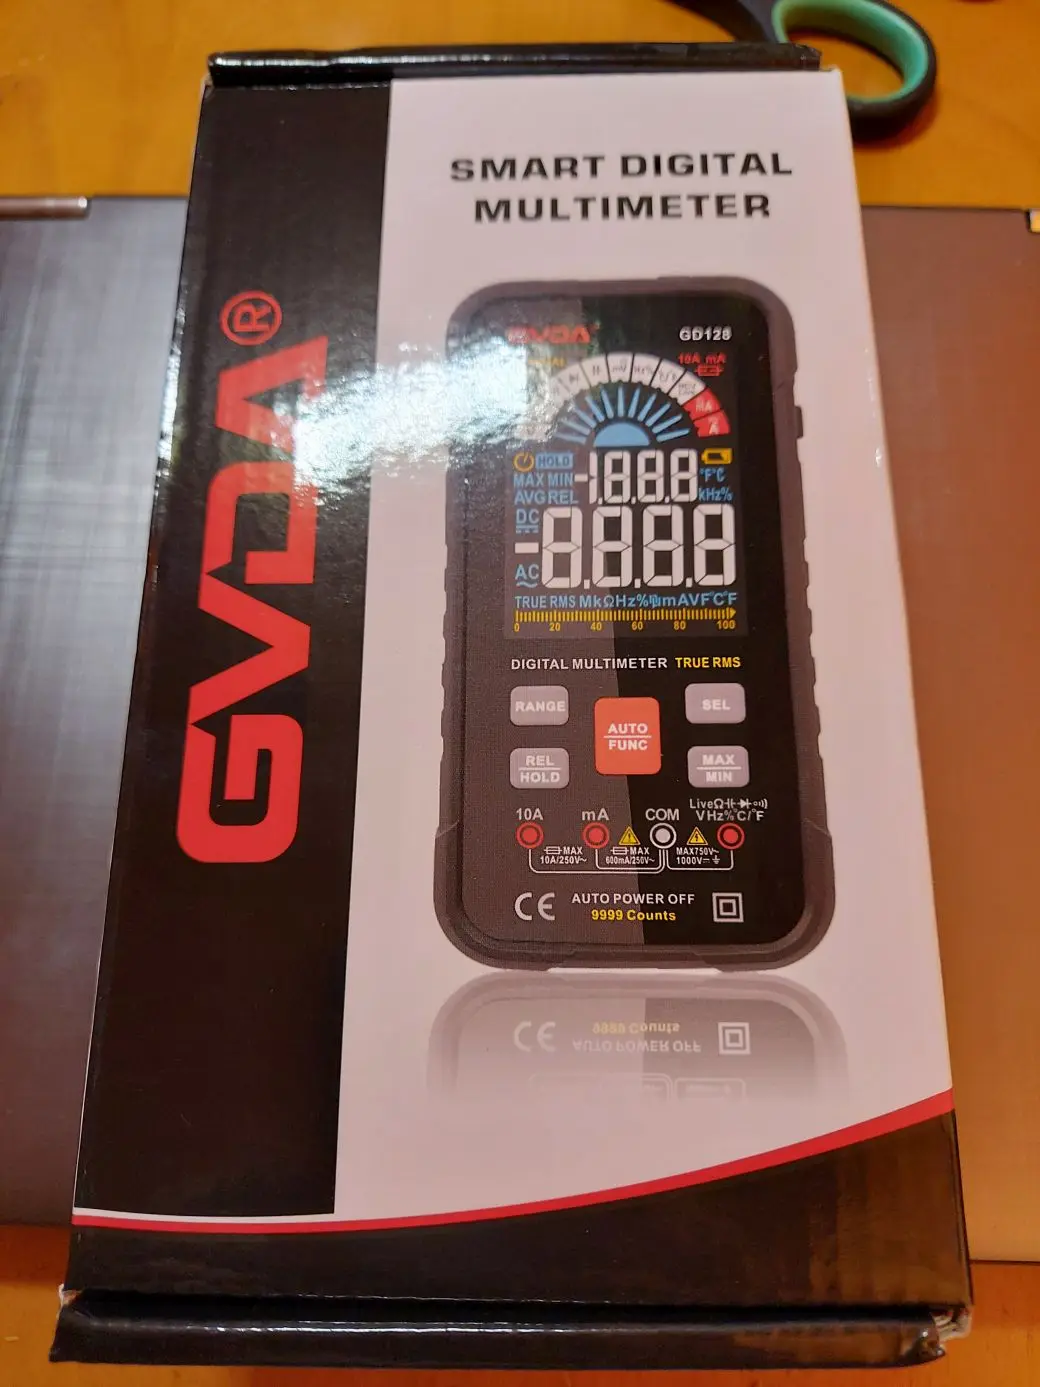 SMART DIGITAL
MULTIMETER
GVDA®
GVDA
GD128
10A mA
HOLD
MAX MIN
AVG REL
-1.8.8.8
°F°C
kHz%
DC
AC
-8.8.8.8
TRUE RMS MkΩHz% mAVF°C°F
0 20 40 60 80 100
DIGITAL MULTIMETER TRUE RMS
RANGE
AUTO
FUNC
SEL
REL
HOLD
MAX
MIN
10A mA COM
LiveΩ
VHz%°C/°F
MAX
10A/250V~
MAX
600mA/250V~
MAX750V~
1000V
CE
AUTO POWER OFF
9999 Counts